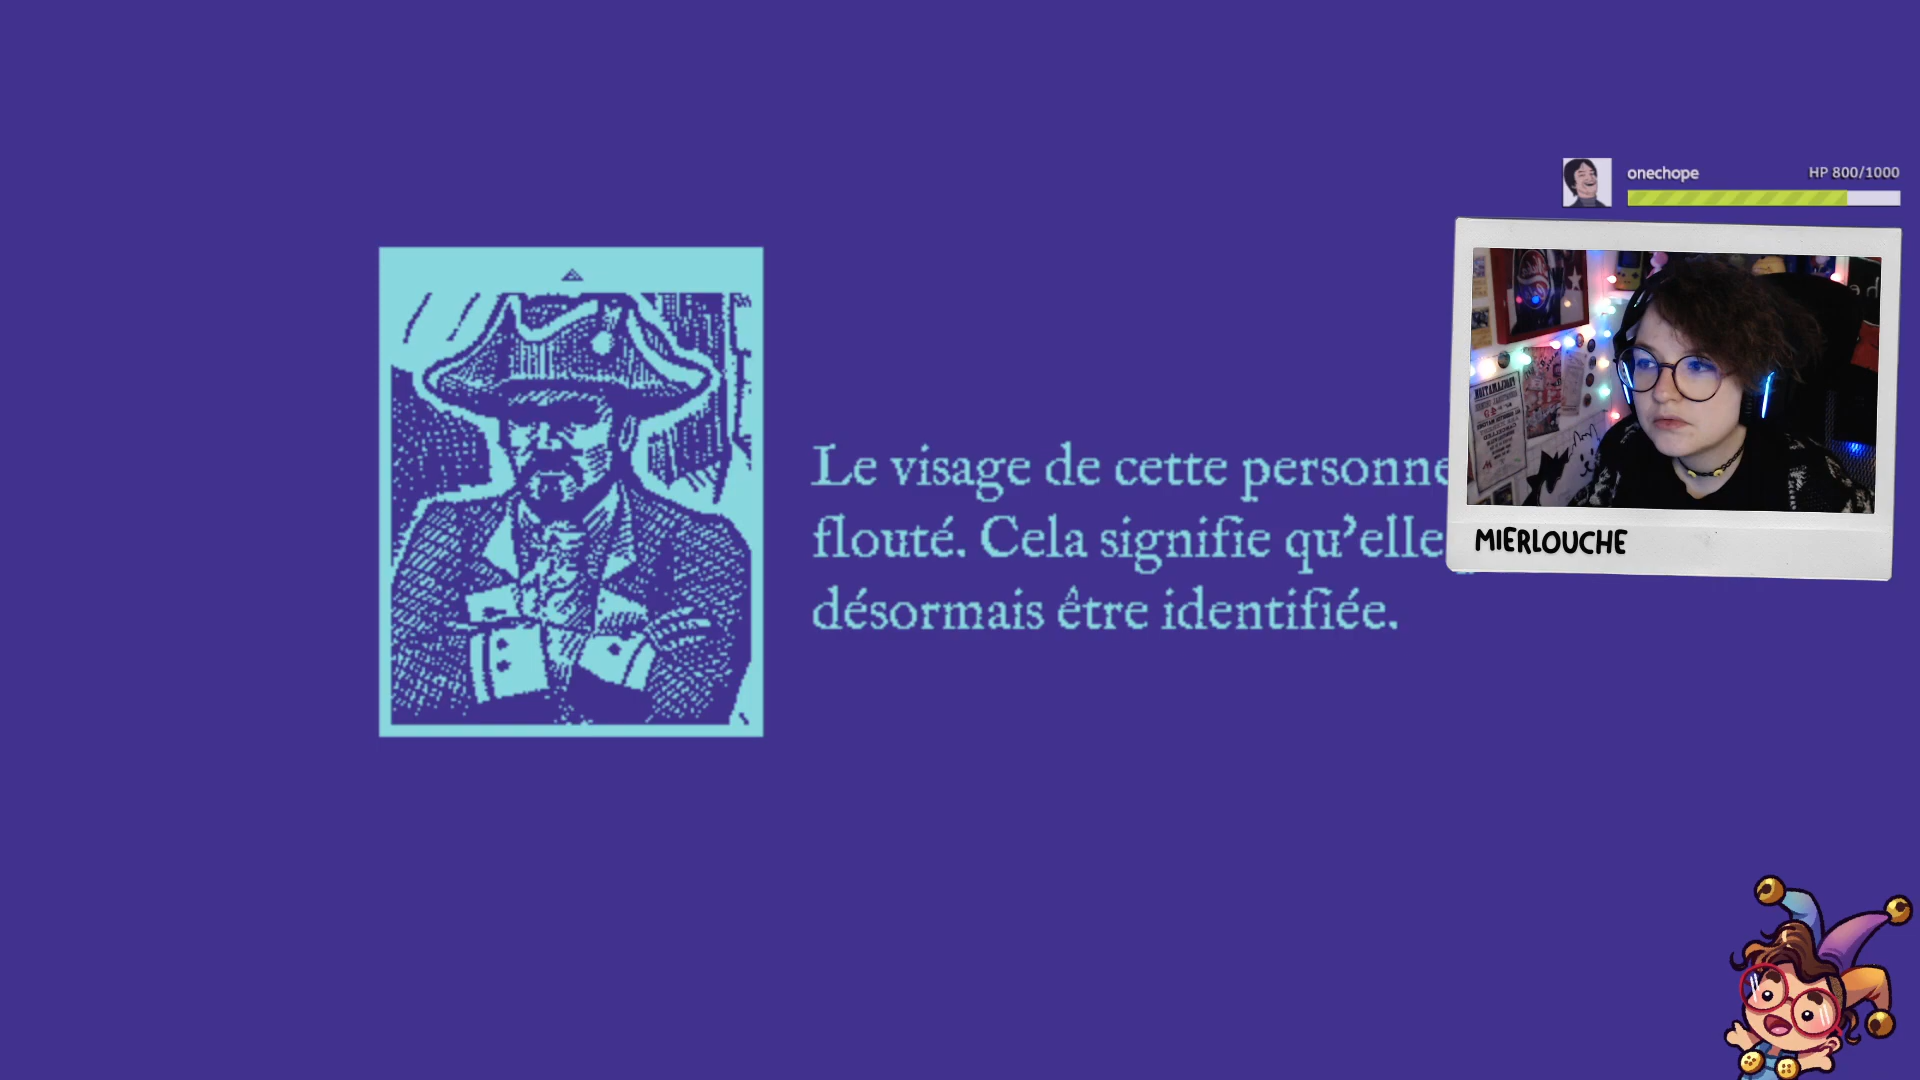 onechope
HP 800/1000
Le visage de cette personne
flouté. Cela signifie qu’elle
désormais être identifiée.
MIERLOUCHE